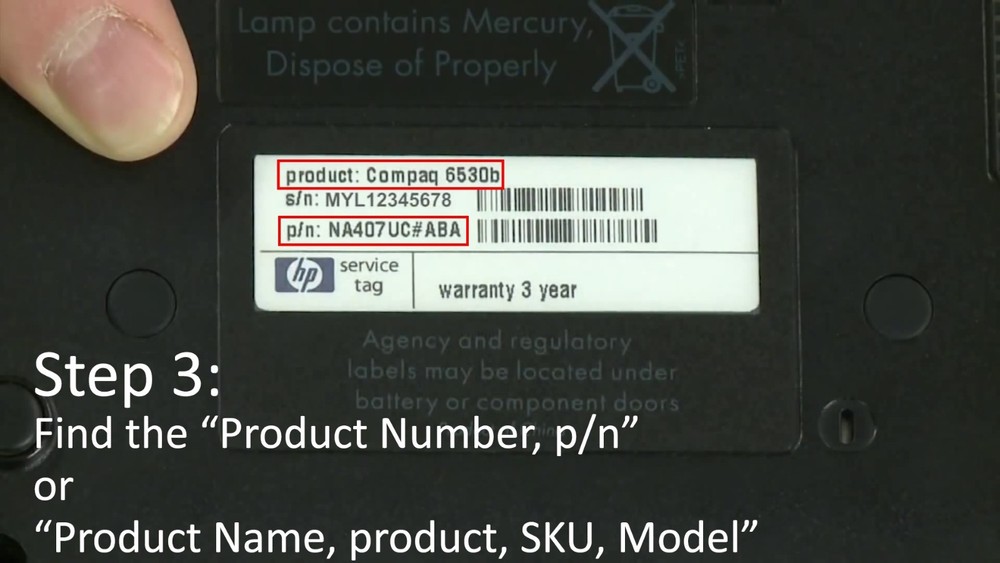 Lamp contains Mercury,
Dispose of Properly
>PET<
product: Compaq 6530b
s/n: MYL12345678
p/n: NA407UC#ABA
hp service
tag
warranty 3 year
Agency and regulatory
labels may be located under
battery or component doors
Step 3:
Find the “Product Number, p/n”
or
“Product Name, product, SKU, Model”